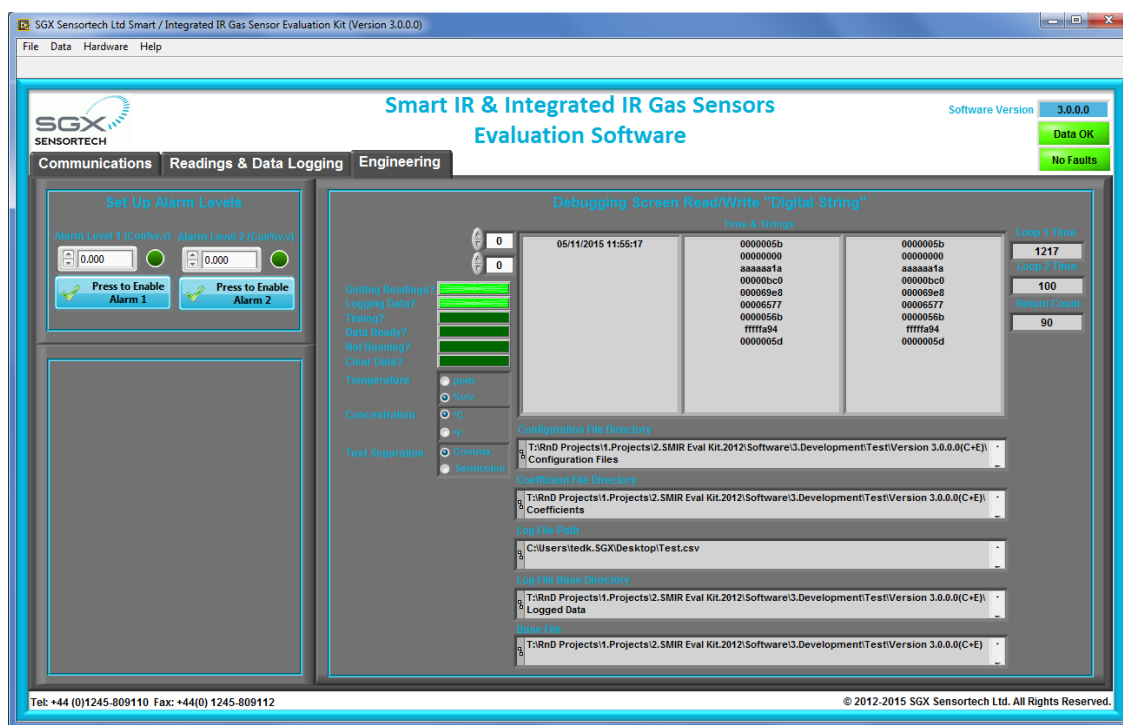 SGX Sensortech Ltd Smart / Integrated IR Gas Sensor Evaluation Kit (Version 3.0.0.0)
File Data Hardware Help
SGX
SENSORTECH
Smart IR & Integrated IR Gas Sensors
Evaluation Software
Software Version 3.0.0.0
Data OK
No Faults
Communications Readings & Data Logging Engineering
Set Up Alarm Levels
Alarm Level 1 (Con%v.v) Alarm Level 2 (Con%v.v)
0.000 0.000
Press to Enable
Alarm 1
Press to Enable
Alarm 2
Debugging Screen Read/Write "Digital String"
Time & Strings
0
0
Getting Readings?
Logging Data?
Timing?
Data Ready?
Not Running?
Clear Data?
Temperature
ppm
%v/v
Concentration
°C
°F
Text Separation
Comma
Semicolon
05/11/2015 11:55:17
0000005b
00000000
aaaaaa1a
00000bc0
000069e8
00006577
0000056b
fffffa94
0000005d
0000005b
00000000
aaaaaa1a
00000bc0
000069e8
00006577
0000056b
fffffa94
0000005d
Loop 1 Time
1217
Loop 2 Time
100
Return Count
90
Configuration File Directory
T:\RnD Projects\1.Projects\2.SMIR Eval Kit.2012\Software\3.Development\Test\Version 3.0.0.0(C+E)\
Configuration Files
Coefficient File Directory
T:\RnD Projects\1.Projects\2.SMIR Eval Kit.2012\Software\3.Development\Test\Version 3.0.0.0(C+E)\
Coefficients
Log File Path
C:\Users\tedk.SGX\Desktop\Test.csv
Log File Base Directory
T:\RnD Projects\1.Projects\2.SMIR Eval Kit.2012\Software\3.Development\Test\Version 3.0.0.0(C+E)\
Logged Data
Base File
T:\RnD Projects\1.Projects\2.SMIR Eval Kit.2012\Software\3.Development\Test\Version 3.0.0.0(C+E)
Tel: +44 (0)1245-809110 Fax: +44(0) 1245-809112
© 2012-2015 SGX Sensortech Ltd. All Rights Reserved.